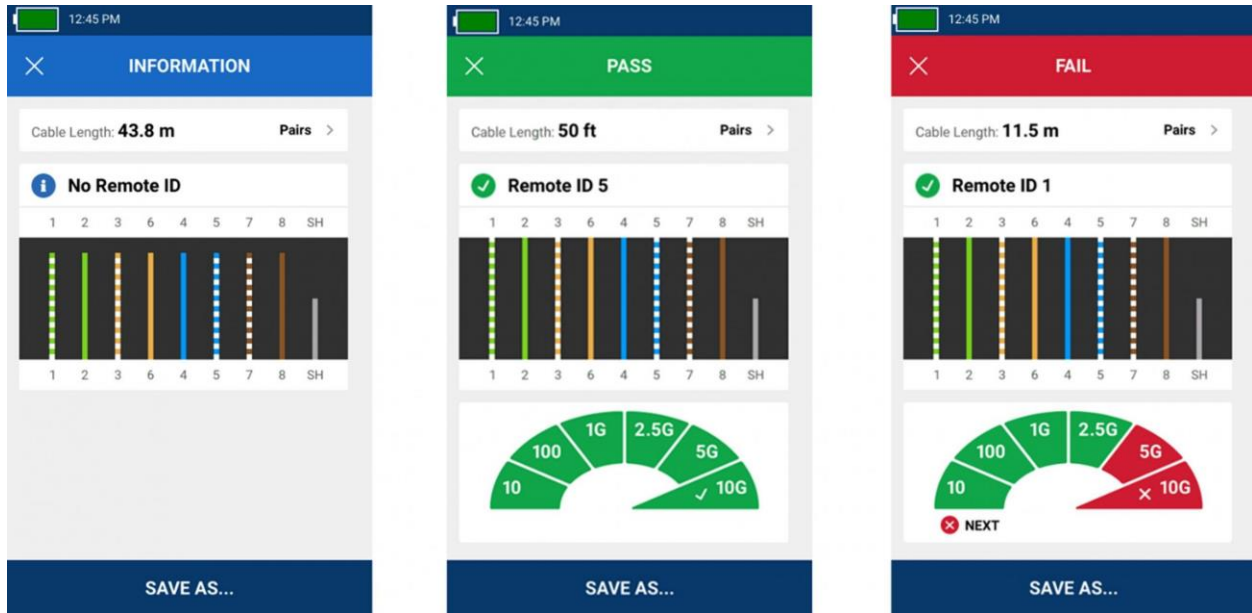 12:45 PM
INFORMATION
Cable Length: 43.8 m Pairs >
i No Remote ID
1 2 3 6 4 5 7 8 SH
1 2 3 6 4 5 7 8 SH
SAVE AS...
12:45 PM
PASS
Cable Length: 50 ft Pairs >
Remote ID 5
1 2 3 6 4 5 7 8 SH
1 2 3 6 4 5 7 8 SH
10 100 1G 2.5G 5G 10G
SAVE AS...
12:45 PM
FAIL
Cable Length: 11.5 m Pairs >
Remote ID 1
1 2 3 6 4 5 7 8 SH
1 2 3 6 4 5 7 8 SH
10 100 1G 2.5G 5G 10G
NEXT
SAVE AS...